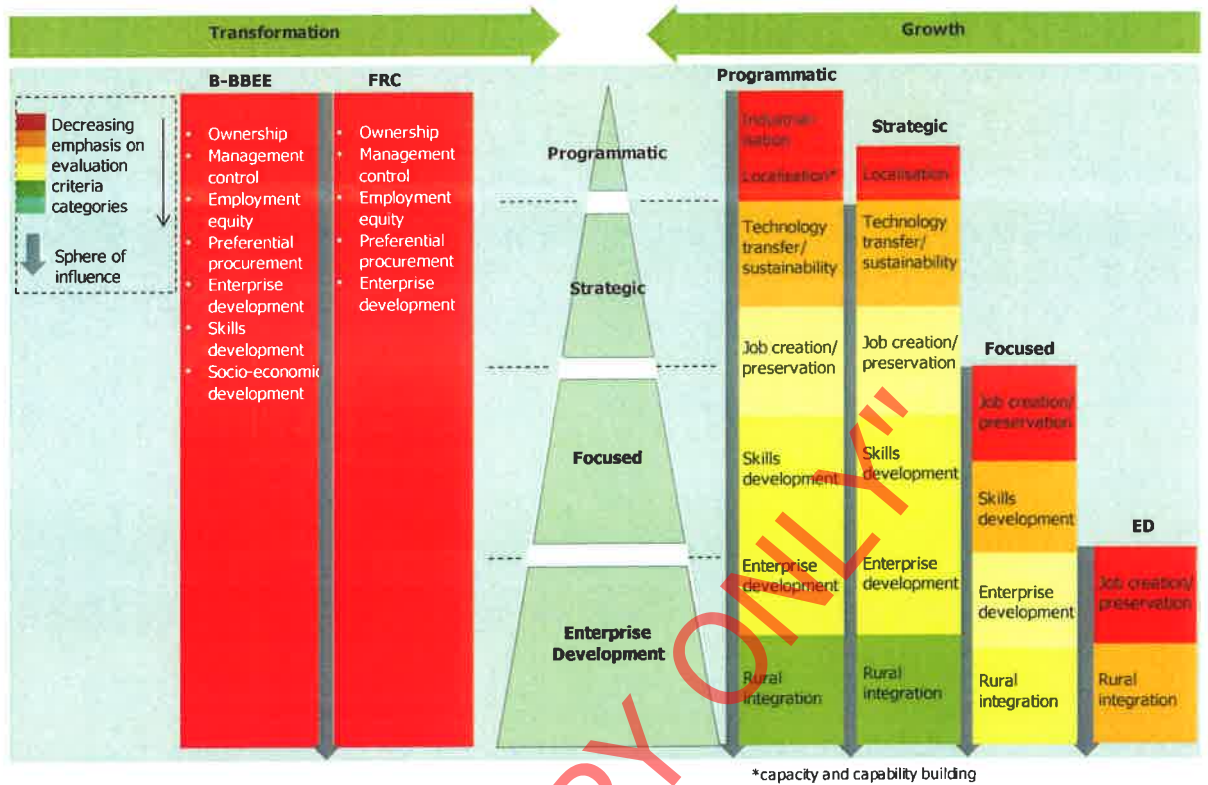 Transformation
Growth
Decreasing
emphasis on
evaluation
criteria
categories
Sphere of
influence
B-BBEE
• Ownership
• Management
control
• Employment
equity
• Preferential
procurement
• Enterprise
development
• Skills
development
• Socio-economic
development
FRC
• Ownership
• Management
control
• Employment
equity
• Preferential
procurement
• Enterprise
development
Programmatic
Strategic
Focused
Enterprise
Development
Programmatic
Industriali-
sation
Localisation*
Technology
transfer/
sustainability
Job creation/
preservation
Skills
development
Enterprise
development
Rural
integration
Strategic
Localisation
Technology
transfer/
sustainability
Job creation/
preservation
Skills
development
Enterprise
development
Rural
integration
Focused
Job creation/
preservation
Skills
development
Enterprise
development
Rural
integration
ED
Job creation/
preservation
Rural
integration
*capacity and capability building
ONLY"